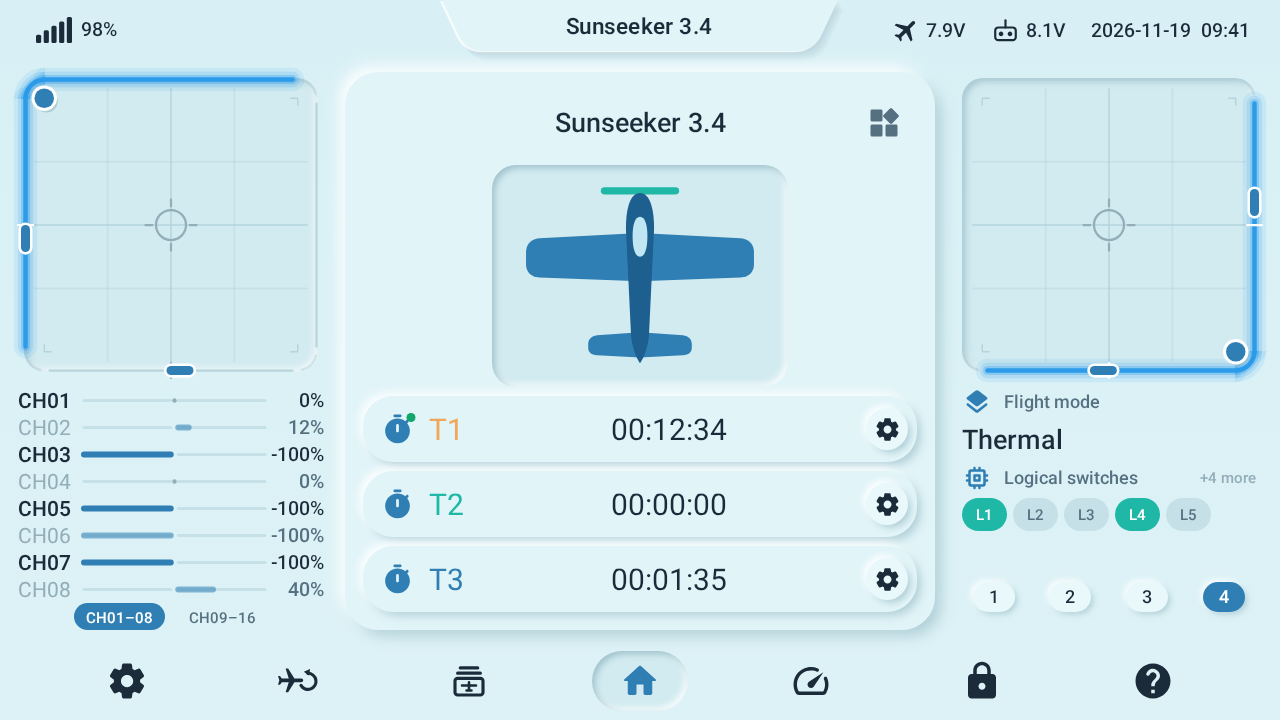 98%
Sunseeker 3.4
7.9V
8.1V
2026-11-19 09:41
Sunseeker 3.4
T1 00:12:34
T2 00:00:00
T3 00:01:35
CH01 0%
CH02 12%
CH03 -100%
CH04 0%
CH05 -100%
CH06 -100%
CH07 -100%
CH08 40%
CH01–08 CH09–16
Flight mode
Thermal
Logical switches +4 more
L1 L2 L3 L4 L5
1 2 3 4